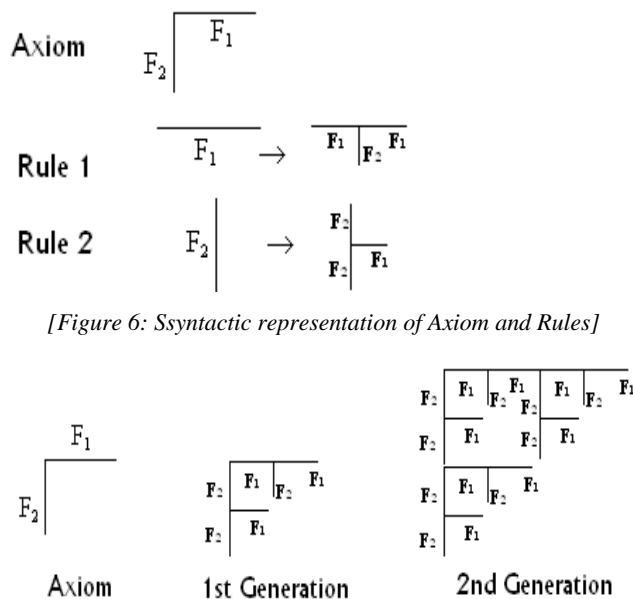 Axiom F₁
F₂
Rule 1 F₁ → F₁ F₂ F₁
Rule 2 F₂ → F₂
F₂ F₁
[Figure 6: Ssyntactic representation of Axiom and Rules]
F₂ F₁ F₂ F₁ F₂ F₁ F₂ F₁
F₂ F₁ F₂ F₁
F₁
F₂ F₂ F₁ F₂ F₁ F₂ F₁ F₂ F₁
F₂ F₁ F₂ F₁
Axiom 1st Generation 2nd Generation